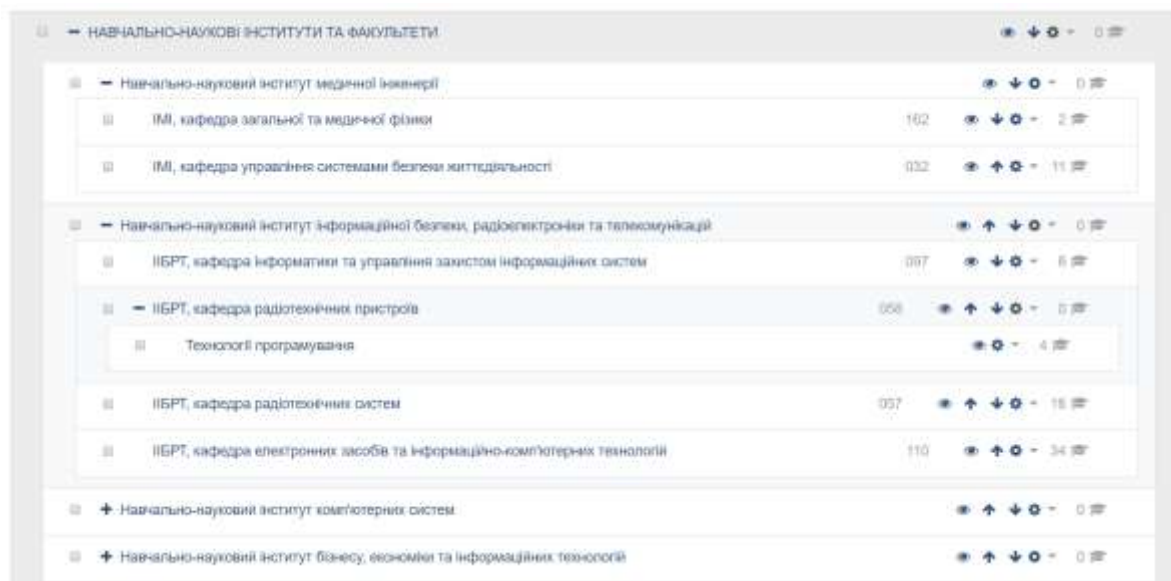 НАВЧАЛЬНО-НАУКОВІ ІНСТИТУТИ ТА ФАКУЛЬТЕТИ 0
Навчально-науковий інститут медичної інженерії 0
ІМІ, кафедра загальної та медичної фізики 162 2
ІМІ, кафедра управління системами безпеки життєдіяльності 032 11
Навчально-науковий інститут інформаційної безпеки, радіоелектроніки та телекомунікацій 0
ІІБРТ, кафедра інформатики та управління захистом інформаційних систем 097 6
ІІБРТ, кафедра радіотехнічних пристроїв 058 0
Технології програмування 4
ІІБРТ, кафедра радіотехнічних систем 057 16
ІІБРТ, кафедра електронних засобів та інформаційно-комп'ютерних технологій 110 34
Навчально-науковий інститут комп'ютерних систем 0
Навчально-науковий інститут бізнесу, економіки та інформаційних технологій 0